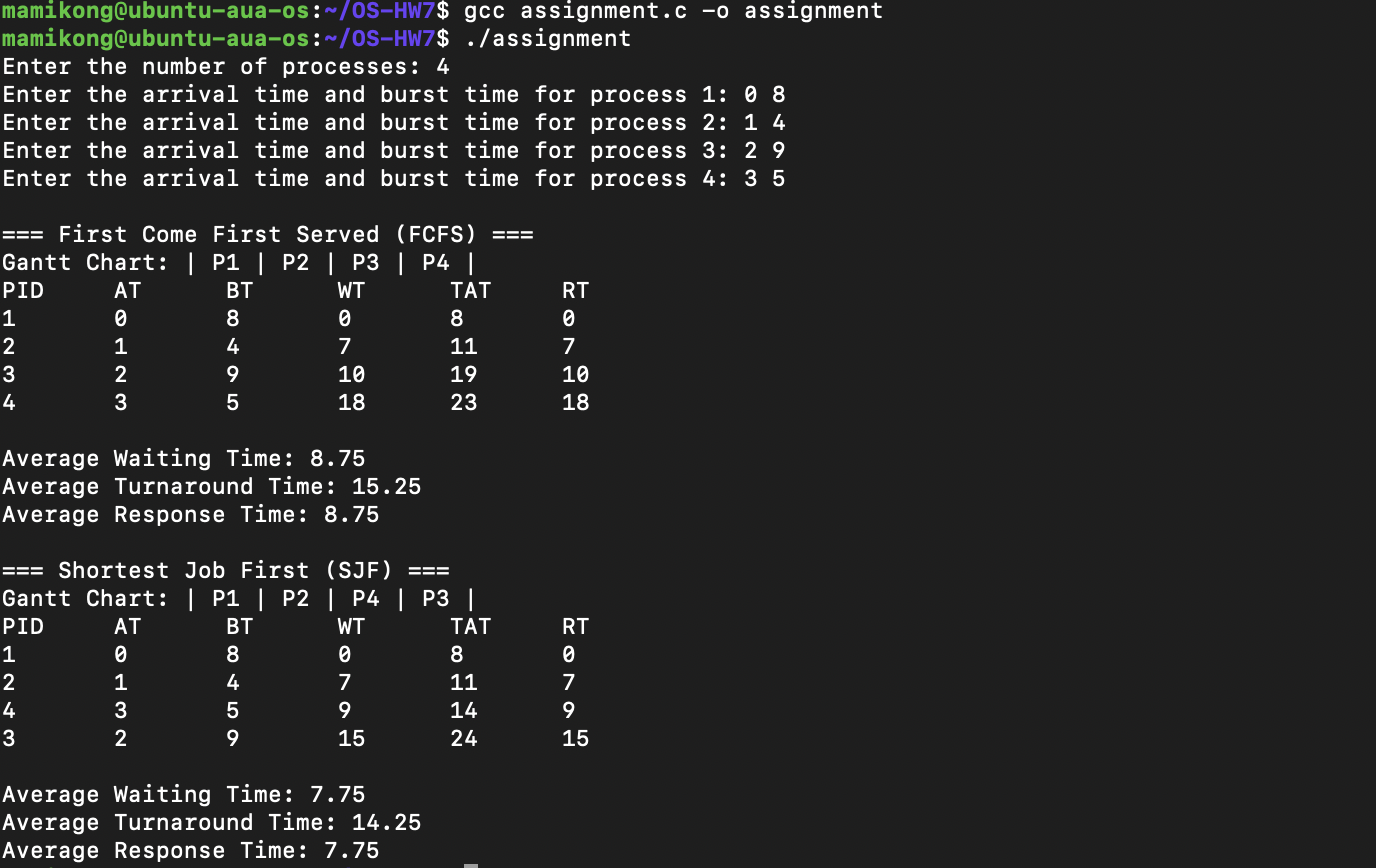 mamikong@ubuntu-aua-os:~/OS-HW7$ gcc assignment.c -o assignment
mamikong@ubuntu-aua-os:~/OS-HW7$ ./assignment
Enter the number of processes: 4
Enter the arrival time and burst time for process 1: 0 8
Enter the arrival time and burst time for process 2: 1 4
Enter the arrival time and burst time for process 3: 2 9
Enter the arrival time and burst time for process 4: 3 5

=== First Come First Served (FCFS) ===
Gantt Chart: | P1 | P2 | P3 | P4 |
PID	AT	BT	WT	TAT	RT
1	0	8	0	8	0
2	1	4	7	11	7
3	2	9	10	19	10
4	3	5	18	23	18

Average Waiting Time: 8.75
Average Turnaround Time: 15.25
Average Response Time: 8.75

=== Shortest Job First (SJF) ===
Gantt Chart: | P1 | P2 | P4 | P3 |
PID	AT	BT	WT	TAT	RT
1	0	8	0	8	0
2	1	4	7	11	7
4	3	5	9	14	9
3	2	9	15	24	15

Average Waiting Time: 7.75
Average Turnaround Time: 14.25
Average Response Time: 7.75